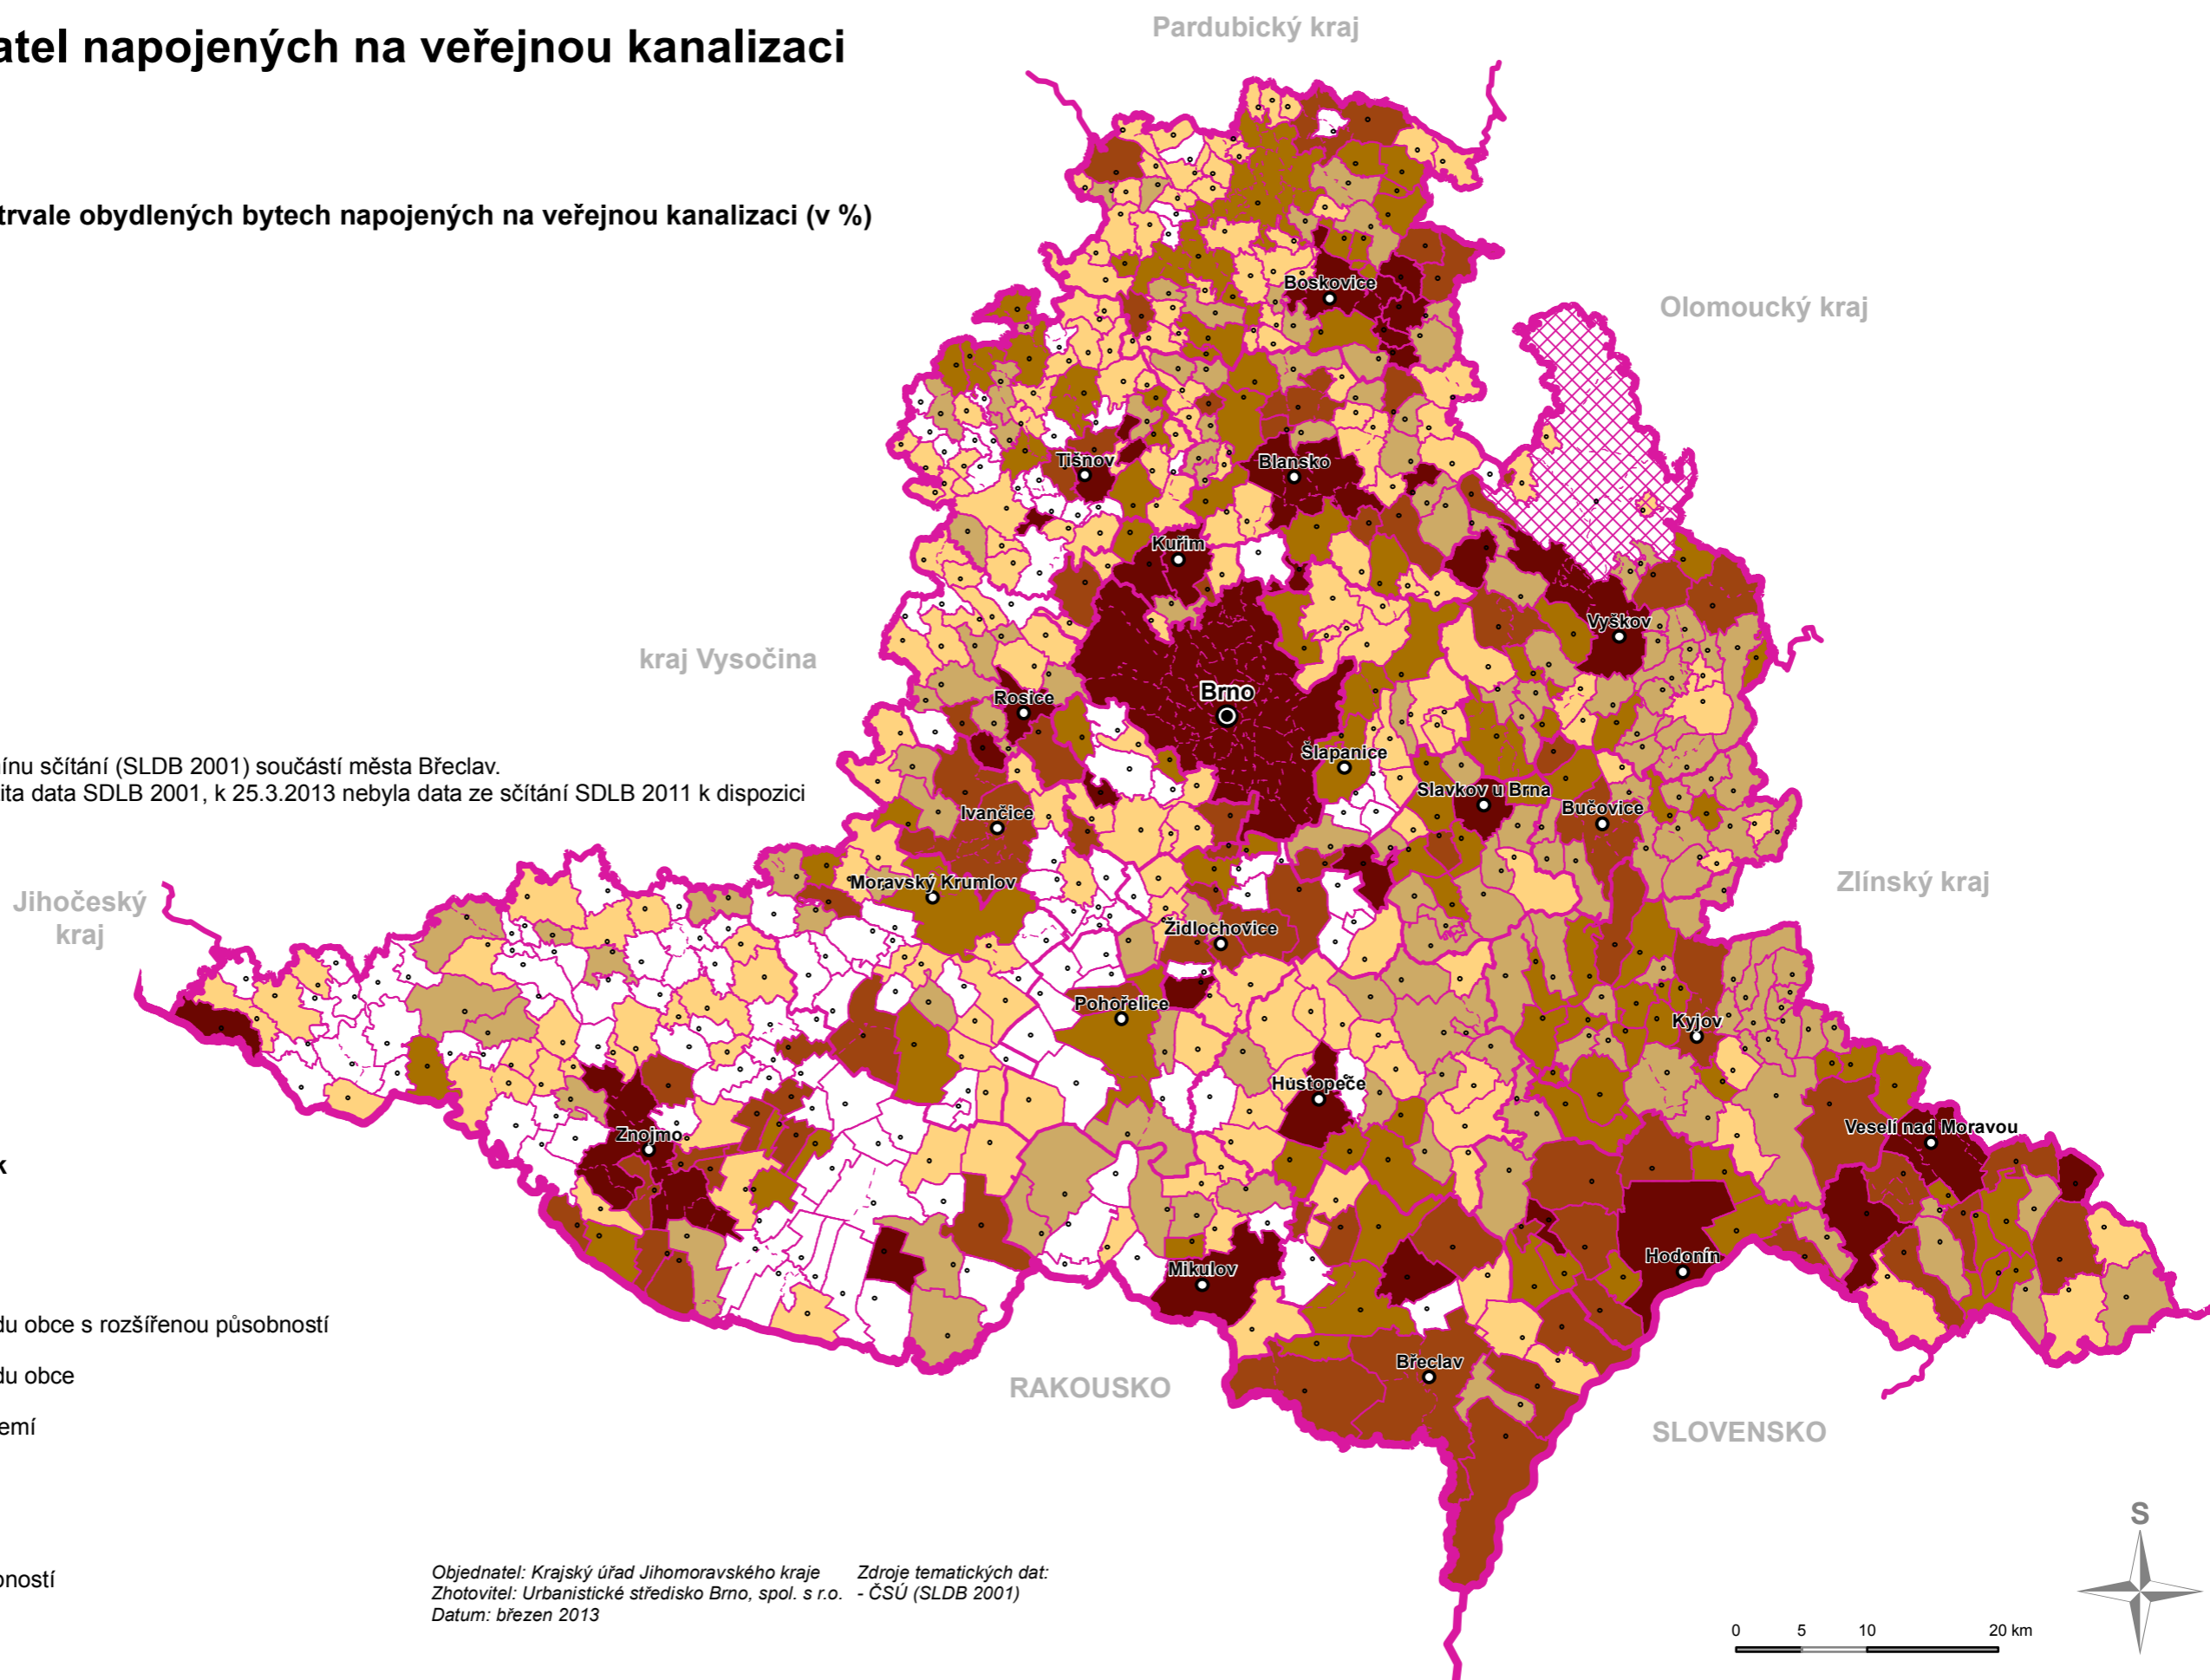 atel napojených na veřejnou kanalizaci
Pardubický kraj
trvale obydlených bytech napojených na veřejnou kanalizaci (v %)
Boskovice
Olomoucký kraj
Tišnov
Blansko
Kuřim
Vyškov
kraj Vysočina
Brno
Rosice
Šlapanice
ínu sčítání (SLDB 2001) součástí města Břeclav.
ita data SDLB 2001, k 25.3.2013 nebyla data ze sčítání SDLB 2011 k dispozici
Slavkov u Brna
Bučovice
Ivančice
Moravský Krumlov
Zlínský kraj
Jihočeský
kraj
Židlochovice
Pohořelice
Kyjov
Hustopeče
Znojmo
Veselí nad Moravou
k
Hodonín
Mikulov
du obce s rozšířenou působností
Břeclav
du obce
RAKOUSKO
emí
SLOVENSKO
S
ností
Objednatel: Krajský úřad Jihomoravského kraje
Zhotovitel: Urbanistické středisko Brno, spol. s r.o.
Datum: březen 2013
Zdroje tematických dat:
- ČSÚ (SLDB 2001)
0 5 10 20 km